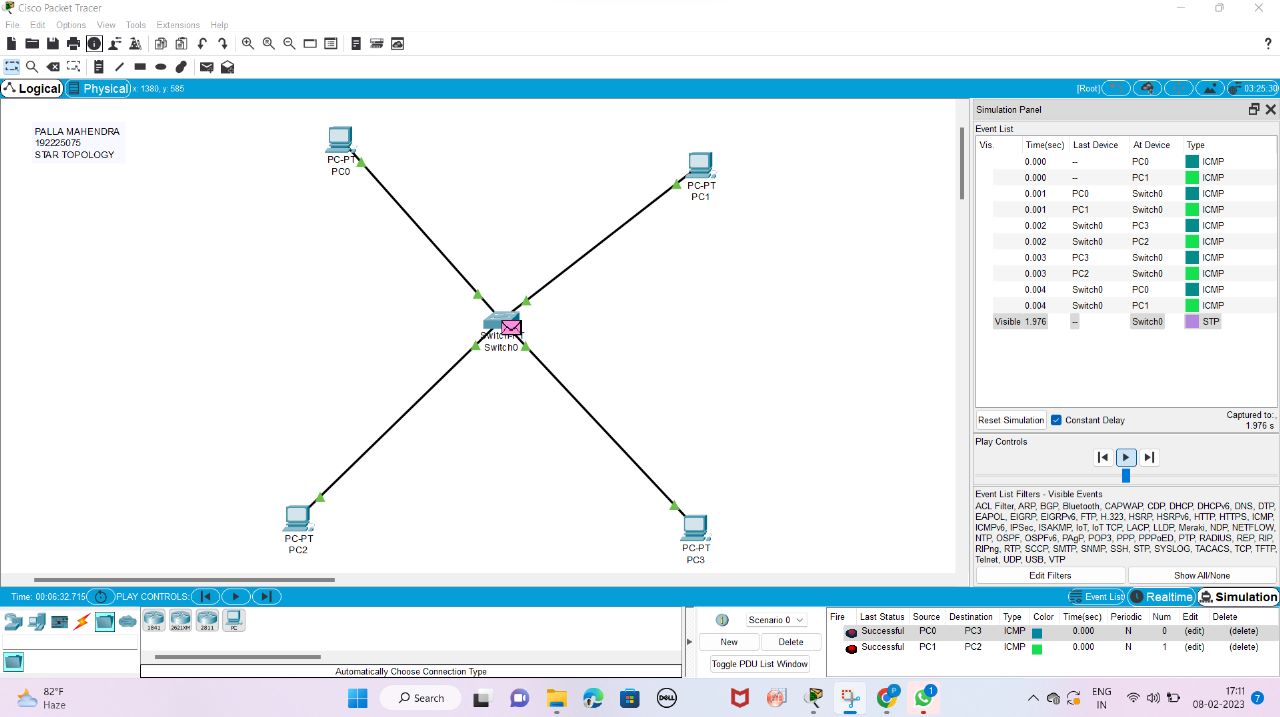 Cisco Packet Tracer
File Edit Options View Tools Extensions Help
?
Logical Physical x: 1380, y: 585 [Root] 03:25:30
PALLA MAHENDRA
192225075
STAR TOPOLOGY
PC-PT
PC0
PC-PT
PC1
Switch0
PC-PT
PC2
PC-PT
PC3
Simulation Panel
Event List
Vis. Time(sec) Last Device At Device Type
0.000 -- PC0 ICMP
0.000 -- PC1 ICMP
0.001 PC0 Switch0 ICMP
0.001 PC1 Switch0 ICMP
0.002 Switch0 PC3 ICMP
0.002 Switch0 PC2 ICMP
0.003 PC3 Switch0 ICMP
0.003 PC2 Switch0 ICMP
0.004 Switch0 PC0 ICMP
0.004 Switch0 PC1 ICMP
Visible 1.976 -- Switch0 STP
Reset Simulation Constant Delay Captured to:
1.976 s
Play Controls
Event List Filters - Visible Events
ACL Filter, ARP, BGP, Bluetooth, CAPWAP, CDP, DHCP, DHCPv6, DNS, DTP,
EAPOL, EIGRP, EIGRPv6, FTP, H.323, HSRP, HSRPv6, HTTP, HTTPS, ICMP,
ICMPv6, IPSec, ISAKMP, IoT, IoT TCP, LACP, LLDP, Meraki, NDP, NETFLOW,
NTP, OSPF, OSPFv6, PAgP, POP3, PPP, PPPoED, PTP, RADIUS, REP, RIP,
RIPng, RTP, SCCP, SMTP, SNMP, SSH, STP, SYSLOG, TACACS, TCP, TFTP,
Telnet, UDP, USB, VTP
Edit Filters Show All/None
Time: 00:06:32.715 PLAY CONTROLS: Event List Realtime Simulation
1841 2621XM 2811 PC
Automatically Choose Connection Type
Scenario 0
New Delete
Toggle PDU List Window
Fire Last Status Source Destination Type Color Time(sec) Periodic Num Edit Delete
Successful PC0 PC3 ICMP 0.000 N 0 (edit) (delete)
Successful PC1 PC2 ICMP 0.000 N 1 (edit) (delete)
82°F
Haze
Search
DELL
P
1
ENG
IN
17:11
08-02-2023
7